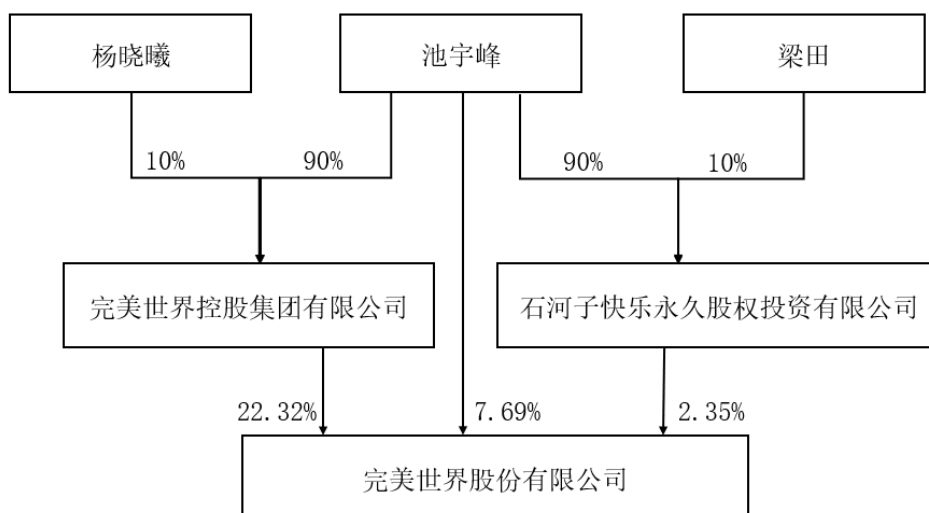 杨晓曦
池宇峰
梁田
10%
90%
90%
10%
完美世界控股集团有限公司
石河子快乐永久股权投资有限公司
22.32%
7.69%
2.35%
完美世界股份有限公司